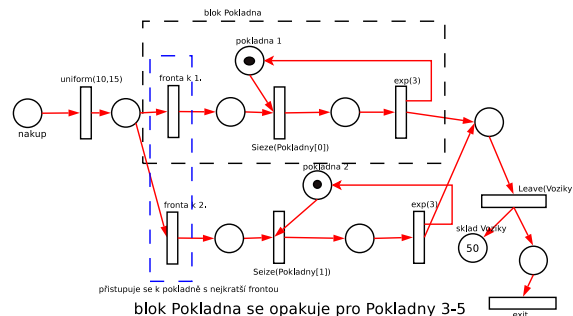 blok Pokladna
pokladna 1
uniform(10,15)
fronta k 1.
exp(3)
nakup
Sieze(Pokladny[0])
pokladna 2
Leave(Voziky
fronta k 2.
exp(3)
sklad Voziky
50
Seize(Pokladny[1])
přistupuje se k pokladně s nejkratší frontou
blok Pokladna se opakuje pro Pokladny 3-5
exit